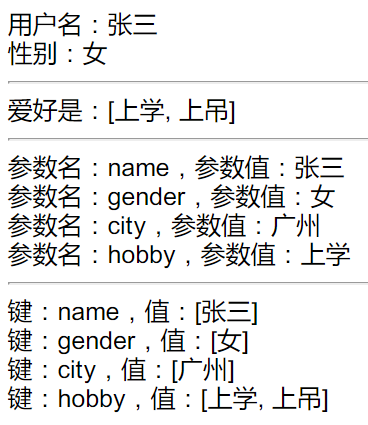 用户名：张三
性别：女
爱好是：[上学, 上吊]
参数名：name，参数值：张三
参数名：gender，参数值：女
参数名：city，参数值：广州
参数名：hobby，参数值：上学
键：name，值：[张三]
键：gender，值：[女]
键：city，值：[广州]
键：hobby，值：[上学, 上吊]